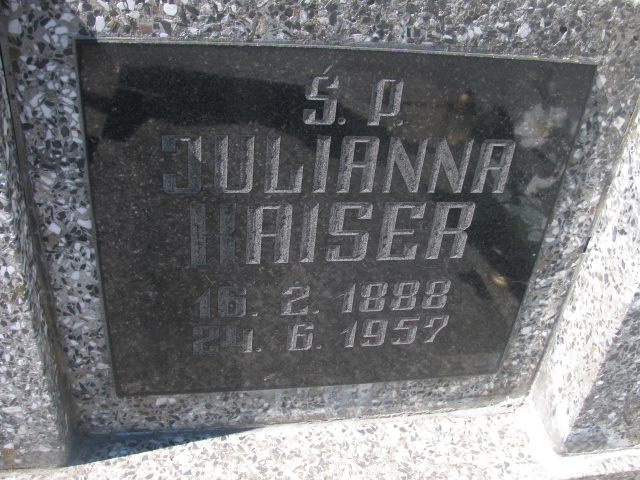 Ś. P.
JULIANNA
KAISER
16. 2. 1888
24. 6. 1957